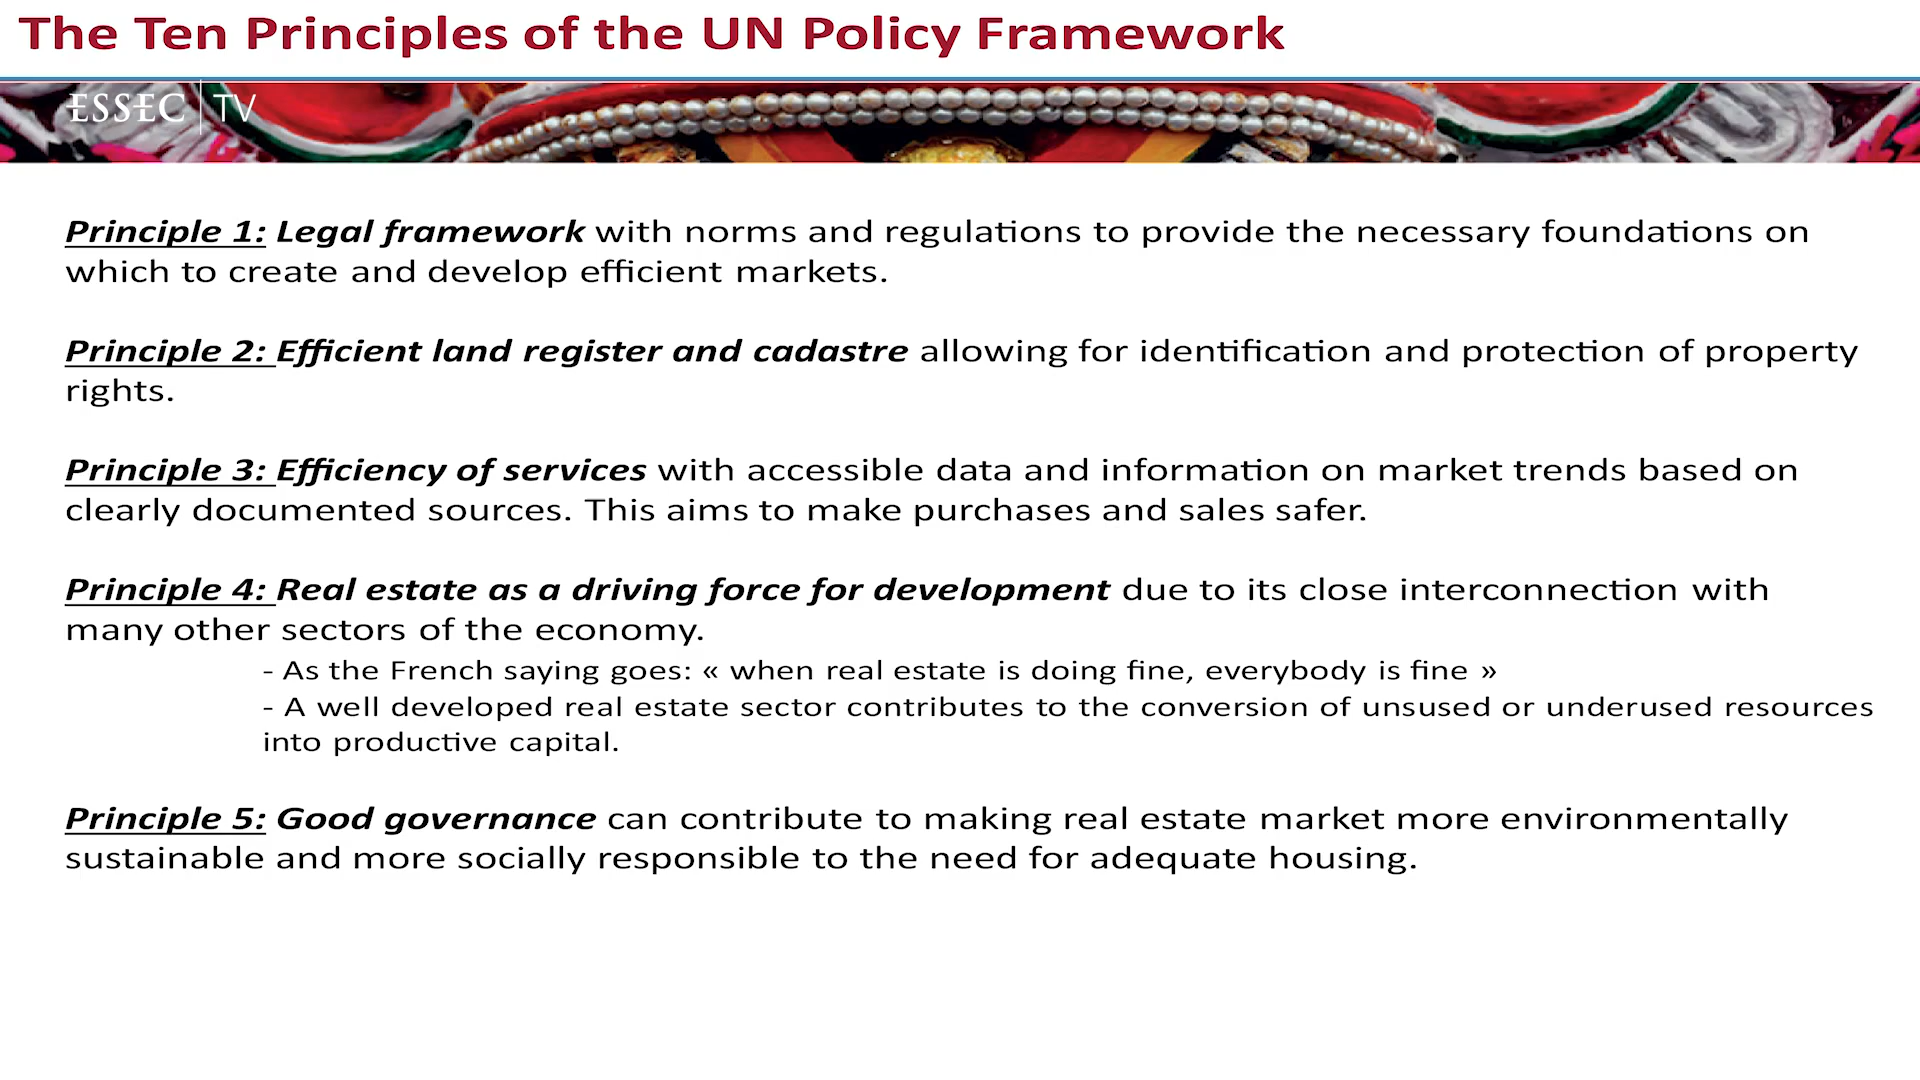 The Ten Principles of the UN Policy Framework
ESSEC | TV
Principle 1: Legal framework with norms and regulations to provide the necessary foundations on
which to create and develop efficient markets.
Principle 2: Efficient land register and cadastre allowing for identification and protection of property
rights.
Principle 3: Efficiency of services with accessible data and information on market trends based on
clearly documented sources. This aims to make purchases and sales safer.
Principle 4: Real estate as a driving force for development due to its close interconnection with
many other sectors of the economy.
- As the French saying goes: « when real estate is doing fine, everybody is fine »
- A well developed real estate sector contributes to the conversion of unsused or underused resources
into productive capital.
Principle 5: Good governance can contribute to making real estate market more environmentally
sustainable and more socially responsible to the need for adequate housing.